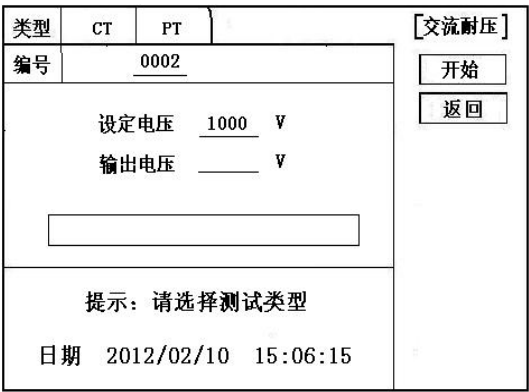 类型 CT PT
编号 0002
设定电压 1000 V
输出电压 V
提示：请选择测试类型
日期 2012/02/10 15:06:15
[交流耐压]
开始
返回